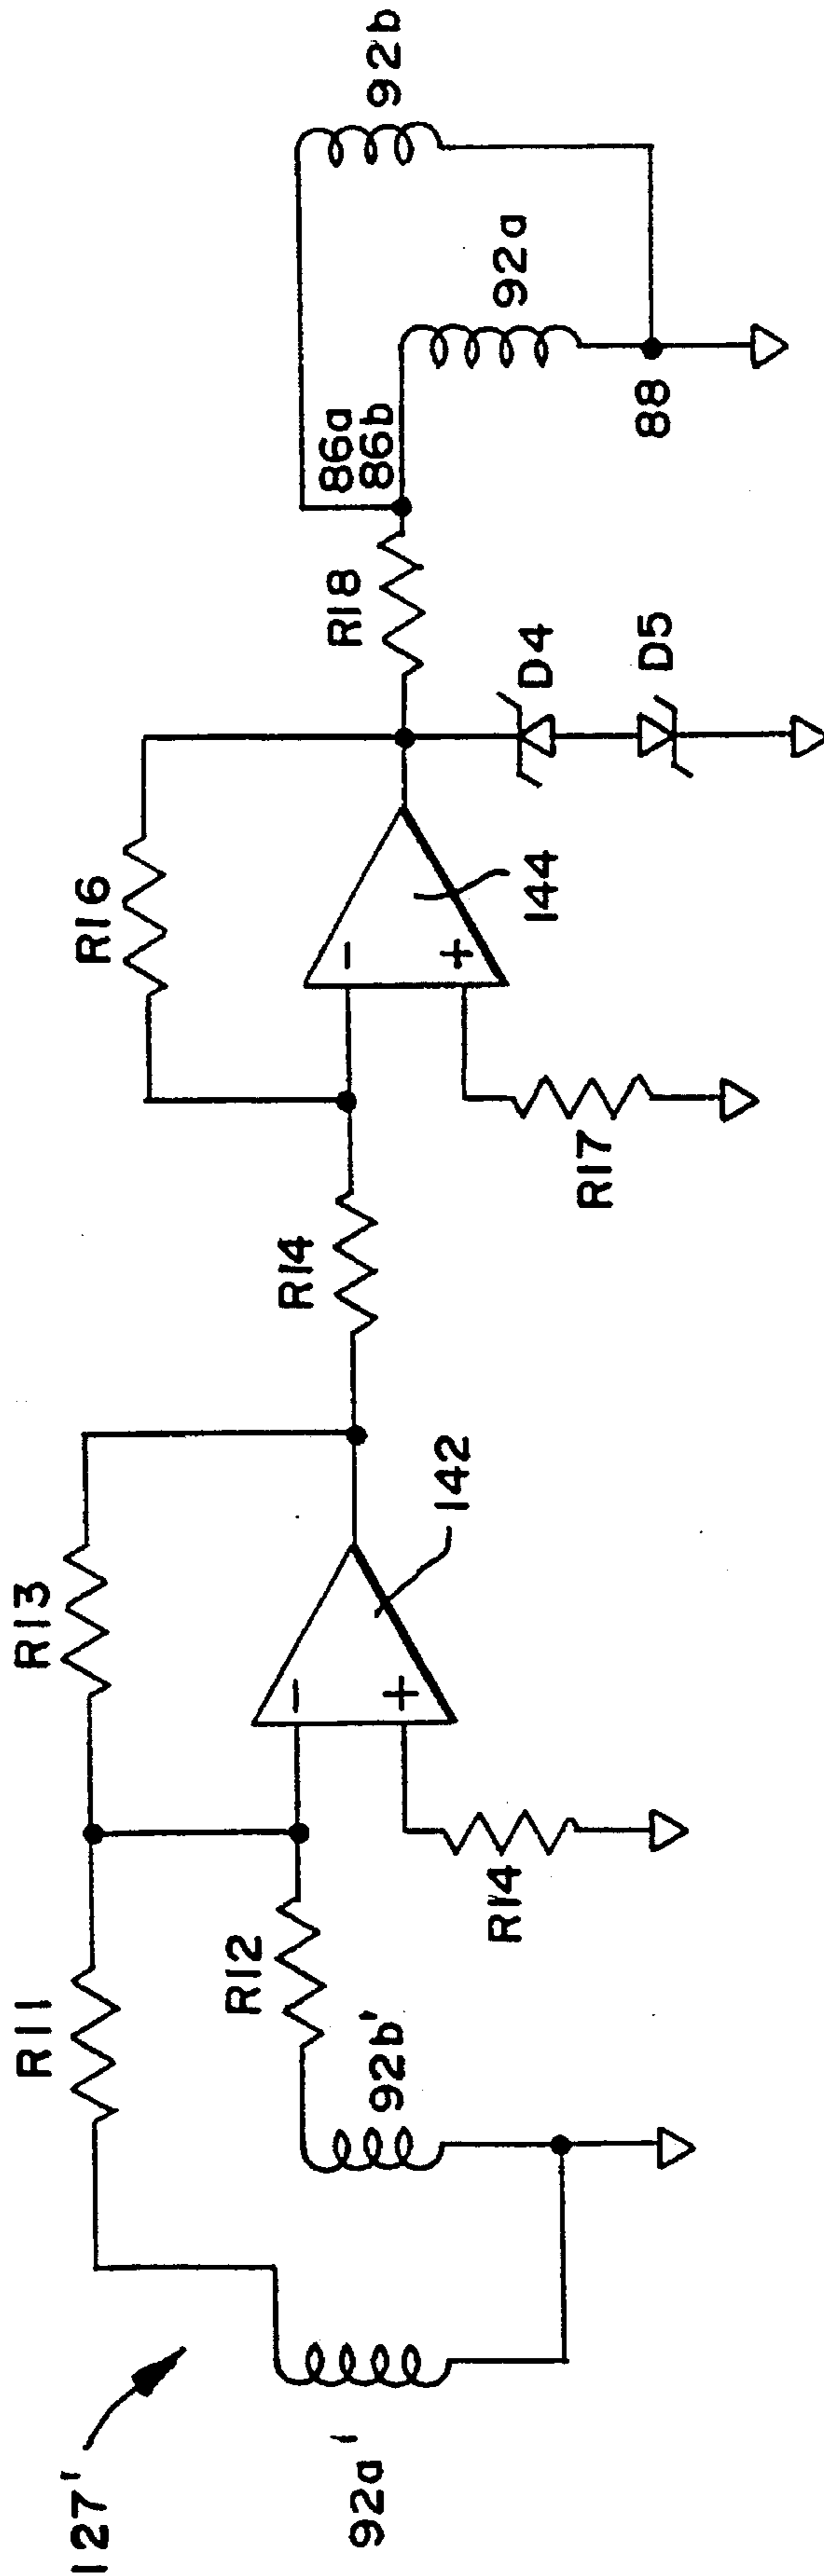 127'
92a'
R11
92b'
R12
R14
R13
142
R14
R16
R17
144
R18
D4
D5
86a
86b
88
92a
92b
-
+
-
+